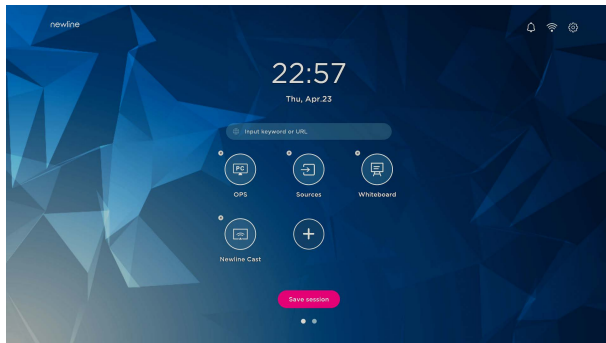 newline
22:57
Thu, Apr.23
Input keyword or URL
PC
OPS
Sources
Whiteboard
Newline Cast
Save session